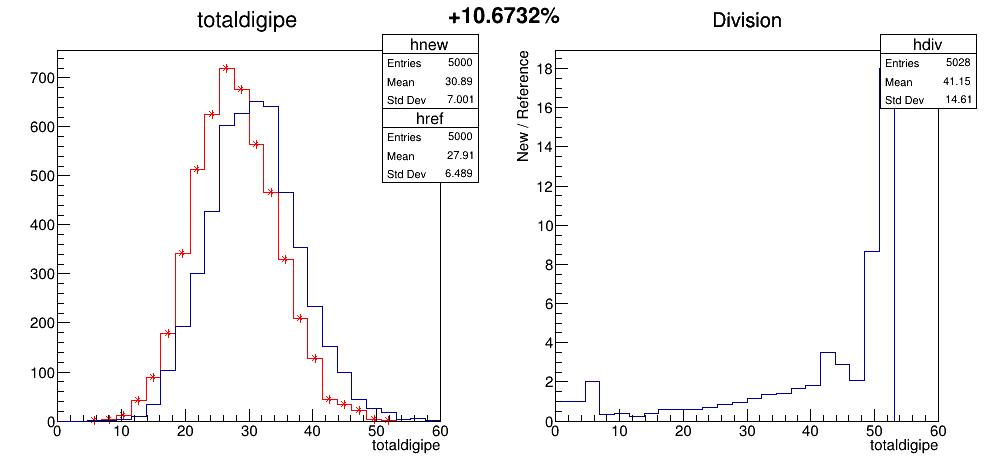 totaldigipe
+10.6732%
Division
hnew
Entries 5000
Mean 30.89
Std Dev 7.001
href
Entries 5000
Mean 27.91
Std Dev 6.489
700
600
500
400
300
200
100
0
0 10 20 30 40 50 60
totaldigipe
hdiv
Entries 5028
Mean 41.15
Std Dev 14.61
New / Reference
18
16
14
12
10
8
6
4
2
0
0 10 20 30 40 50 60
totaldigipe